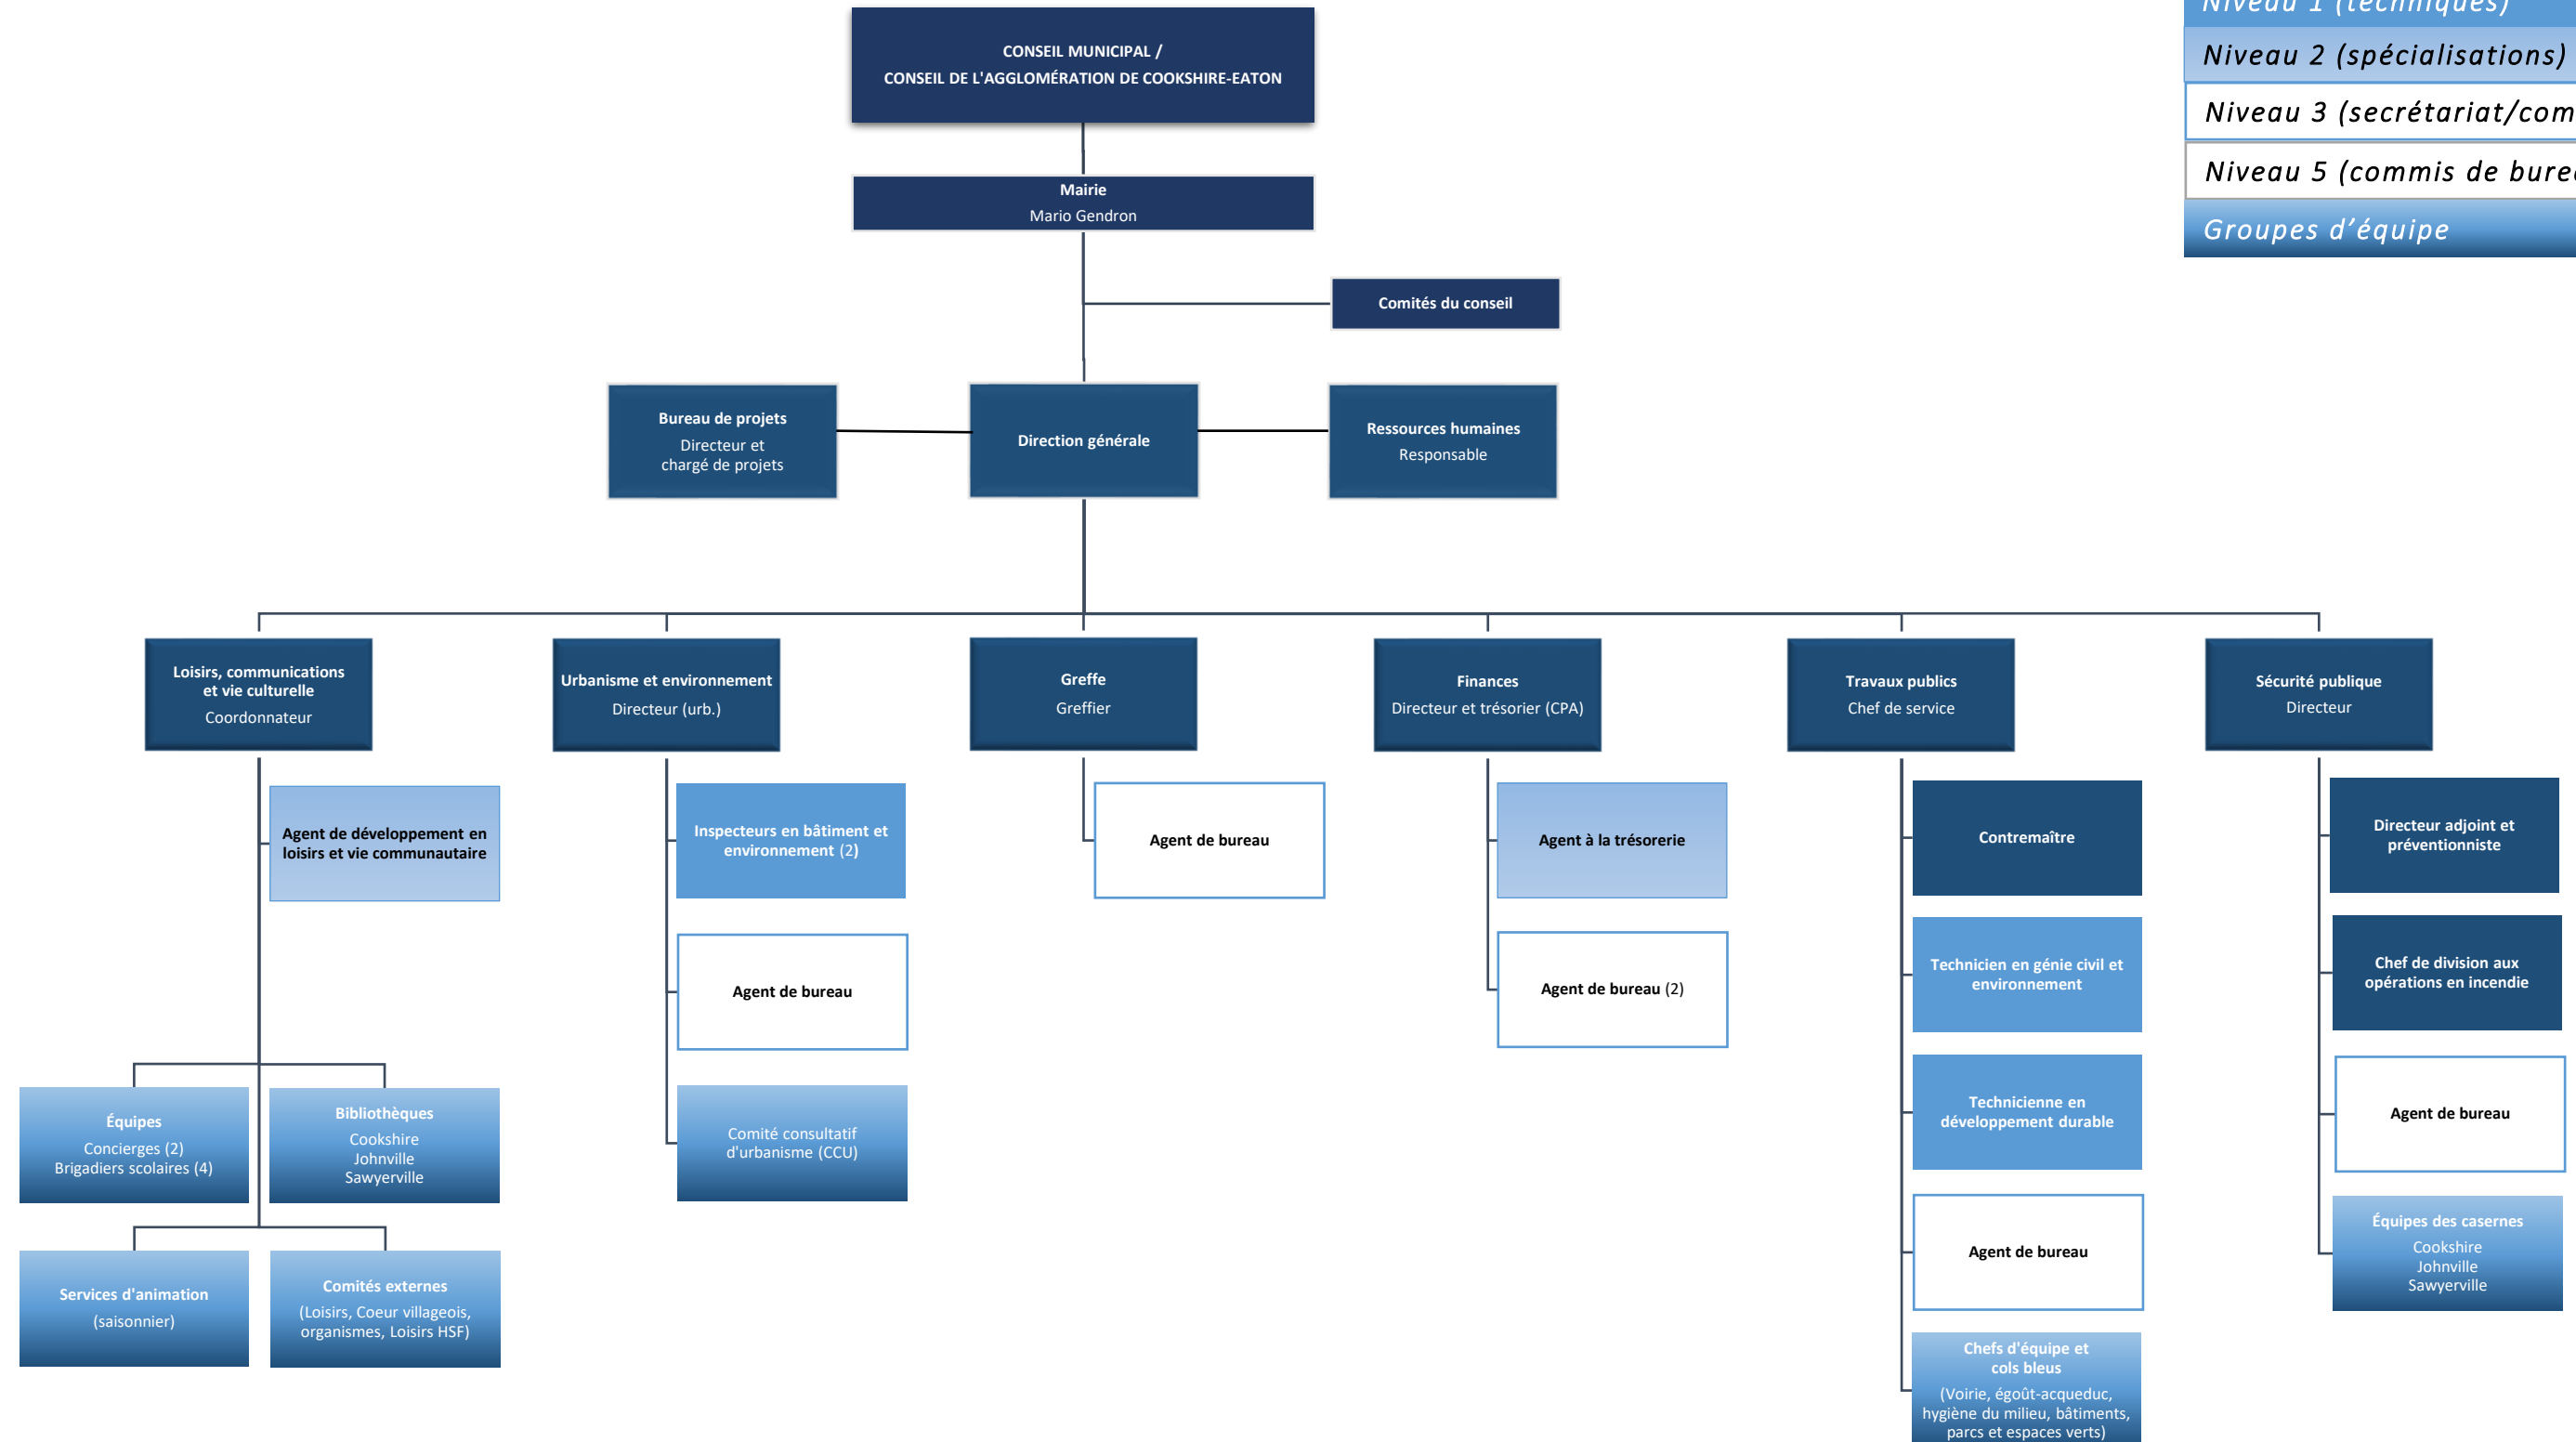 CONSEIL MUNICIPAL /
CONSEIL DE L'AGGLOMÉRATION DE COOKSHIRE-EATON
Mairie
Mario Gendron
Comités du conseil
Niveau 1 (techniques)
Niveau 2 (spécialisations)
Niveau 3 (secrétariat/com
Niveau 5 (commis de bure
Groupes d'équipe
Bureau de projets
Directeur et
chargé de projets
Direction générale
Ressources humaines
Responsable
Loisirs, communications
et vie culturelle
Coordonnateur
Urbanisme et environnement
Directeur (urb.)
Greffe
Greffier
Finances
Directeur et trésorier (CPA)
Travaux publics
Chef de service
Sécurité publique
Directeur
Agent de développement en
loisirs et vie communautaire
Équipes
Concierges (2)
Brigadiers scolaires (4)
Bibliothèques
Cookshire
Johnville
Sawyerville
Services d'animation
(saisonnier)
Comités externes
(Loisirs, Coeur villageois,
organismes, Loisirs HSF)
Inspecteurs en bâtiment et
environnement (2)
Agent de bureau
Comité consultatif
d'urbanisme (CCU)
Agent de bureau
Agent à la trésorerie
Agent de bureau (2)
Contremaître
Technicien en génie civil et
environnement
Technicienne en
développement durable
Agent de bureau
Chefs d'équipe et
cols bleus
(Voirie, égoût-acqueduc,
hygiène du milieu, bâtiments,
parcs et espaces verts)
Directeur adjoint et
préventionniste
Chef de division aux
opérations en incendie
Agent de bureau
Équipes des casernes
Cookshire
Johnville
Sawyerville